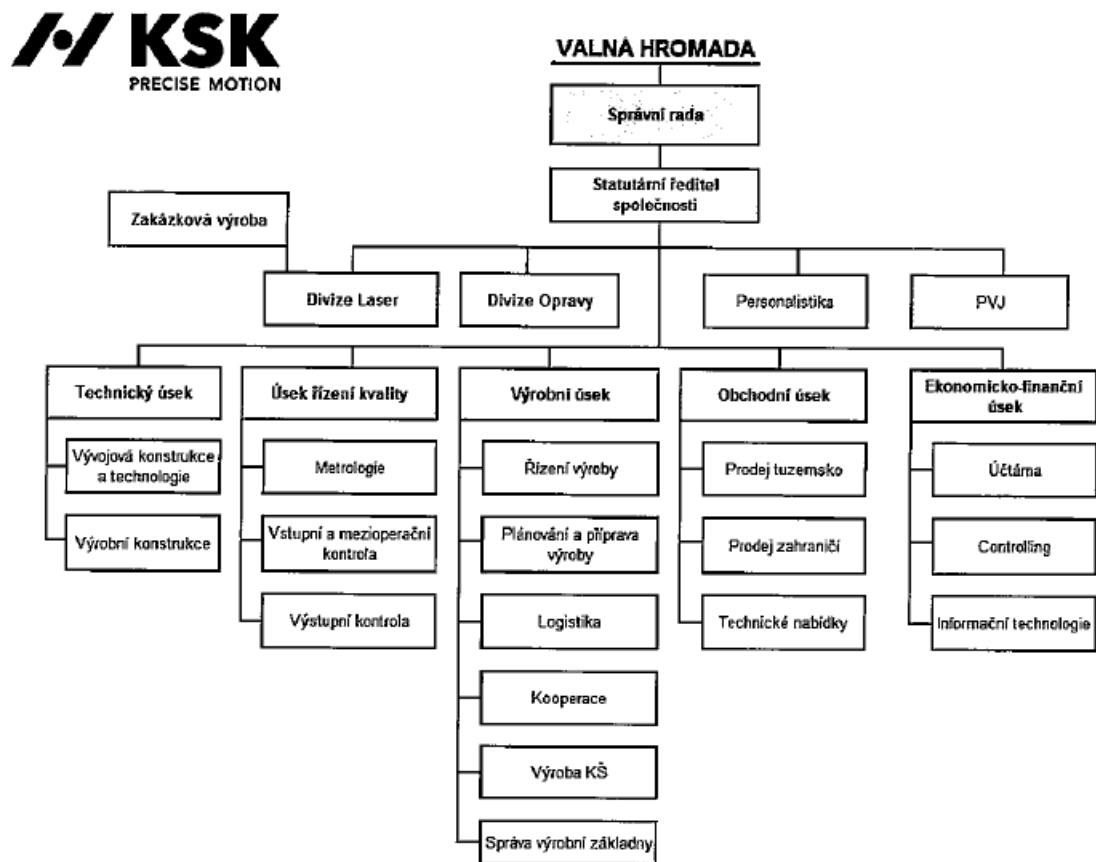 KSK
PRECISE MOTION
VALNÁ HROMADA
Správní rada
Statutární ředitel
společnosti
Zakázková výroba
Divize Laser
Divize Opravy
Personalistika
PVJ
Technický úsek
Úsek řízení kvality
Výrobní úsek
Obchodní úsek
Ekonomicko-finanční
úsek
Vývojová konstrukce
a technologie
Metrologie
Řízení výroby
Prodej tuzemsko
Účtárna
Výrobní konstrukce
Vstupní a mezioperační
kontrola
Plánování a příprava
výroby
Prodej zahraničí
Controlling
Výstupní kontrola
Logistika
Technické nabídky
Informační technologie
Kooperace
Výroba KŠ
Správa výrobní základny